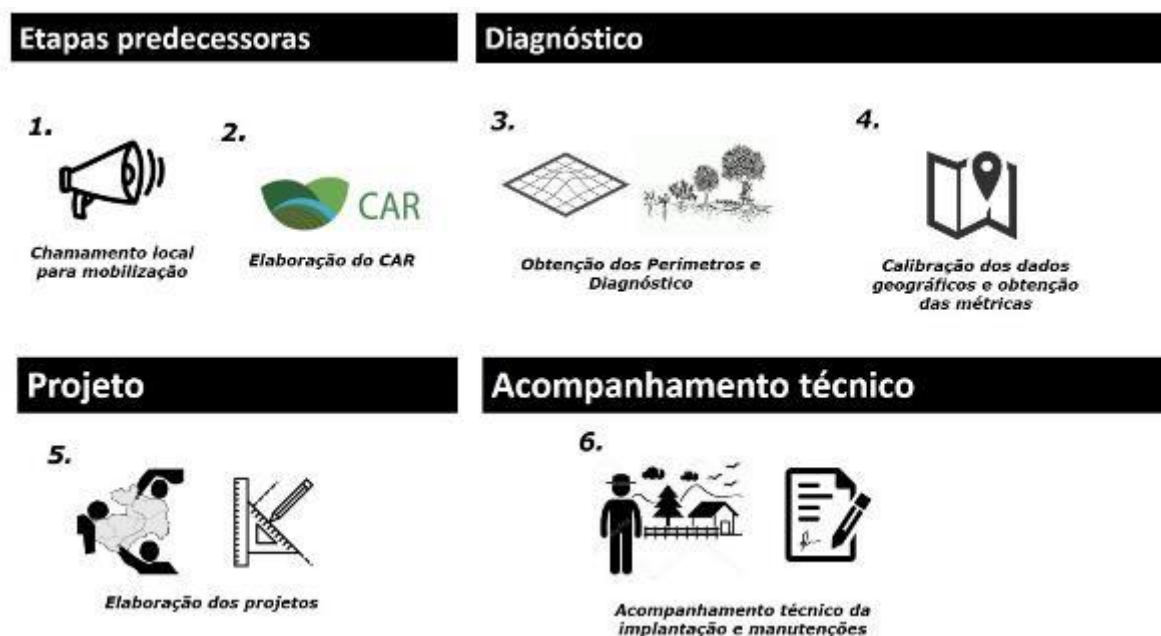 Etapas predecessoras
Diagnóstico
1.
2.
CAR
Chamamento local
para mobilização
Elaboração do CAR
3.
4.
Obtenção dos Perímetros e
Diagnóstico
Calibração dos dados
geográficos e obtenção
das métricas
Projeto
Acompanhamento técnico
5.
Elaboração dos projetos
6.
Acompanhamento técnico da
implantação e manutenções